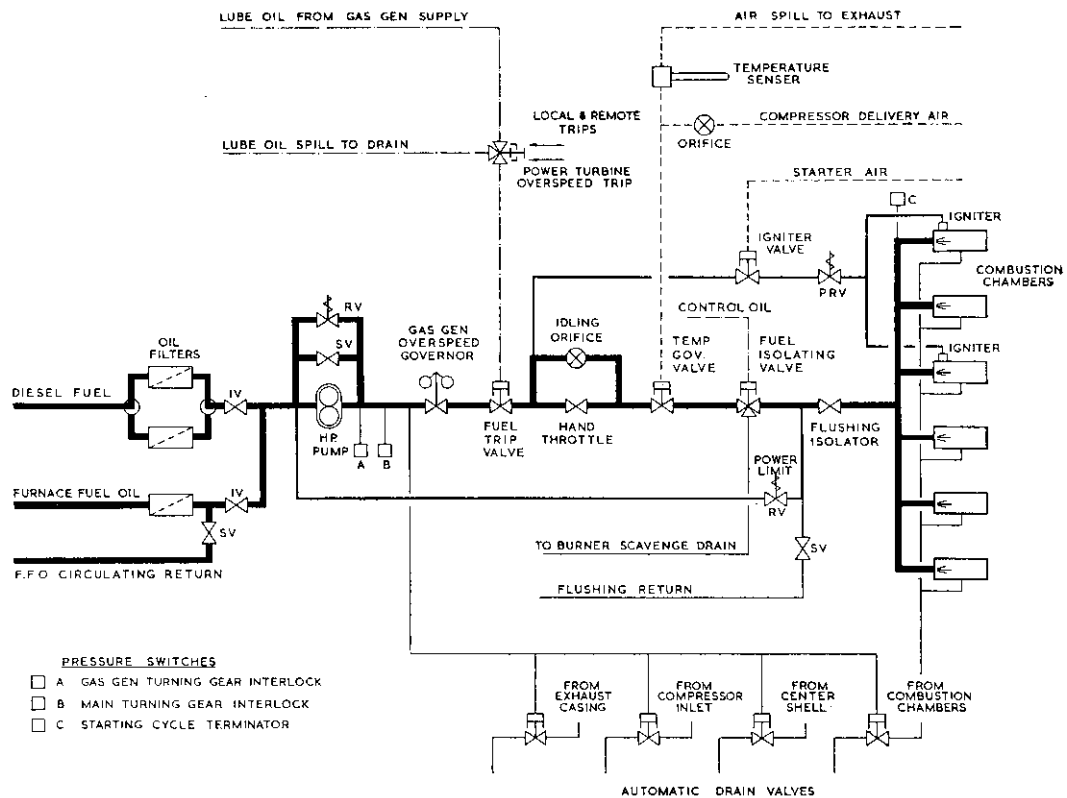 LUBE OIL FROM GAS GEN SUPPLY
AIR SPILL TO EXHAUST
TEMPERATURE
SENSER
LOCAL & REMOTE
TRIPS
COMPRESSOR DELIVERY AIR
ORIFICE
LUBE OIL SPILL TO DRAIN
POWER TURBINE
OVERSPEED TRIP
STARTER AIR
C
IGNITER
IGNITER
VALVE
PRV
COMBUSTION
CHAMBERS
RV
SV
GAS GEN
OVERSPEED
GOVERNOR
IDLING
ORIFICE
CONTROL OIL
TEMP
GOV.
VALVE
FUEL
ISOLATING
VALVE
IGNITER
OIL
FILTERS
DIESEL FUEL
IV
H.P.
PUMP
A
B
FUEL
TRIP
VALVE
HAND
THROTTLE
FLUSHING
ISOLATOR
POWER
LIMIT
RV
FURNACE FUEL OIL
IV
SV
TO BURNER SCAVENGE DRAIN
SV
F.F.O CIRCULATING RETURN
FLUSHING RETURN
PRESSURE SWITCHES
A GAS GEN TURNING GEAR INTERLOCK
B MAIN TURNING GEAR INTERLOCK
C STARTING CYCLE TERMINATOR
FROM
EXHAUST
CASING
FROM
COMPRESSOR
INLET
FROM
CENTER
SHELL
FROM
COMBUSTION
CHAMBERS
AUTOMATIC DRAIN VALVES